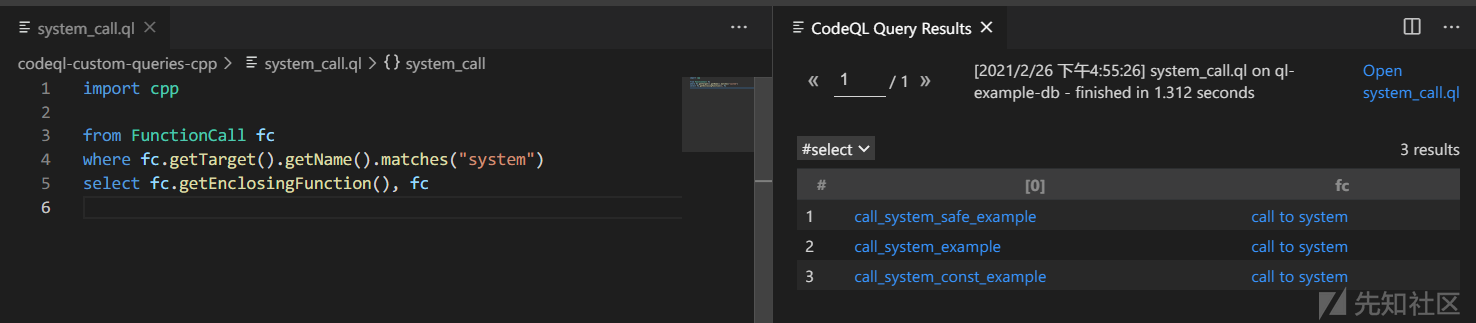 system_call.ql
codeql-custom-queries-cpp > system_call.ql > {} system_call
1 import cpp
2
3 from FunctionCall fc
4 where fc.getTarget().getName().matches("system")
5 select fc.getEnclosingFunction(), fc
6
CodeQL Query Results
« 1 / 1 »
[2021/2/26 下午4:55:26] system_call.ql on ql-
example-db - finished in 1.312 seconds
Open
system_call.ql
#select
3 results
# [0] fc
1 call_system_safe_example call to system
2 call_system_example call to system
3 call_system_const_example call to system
先知社区